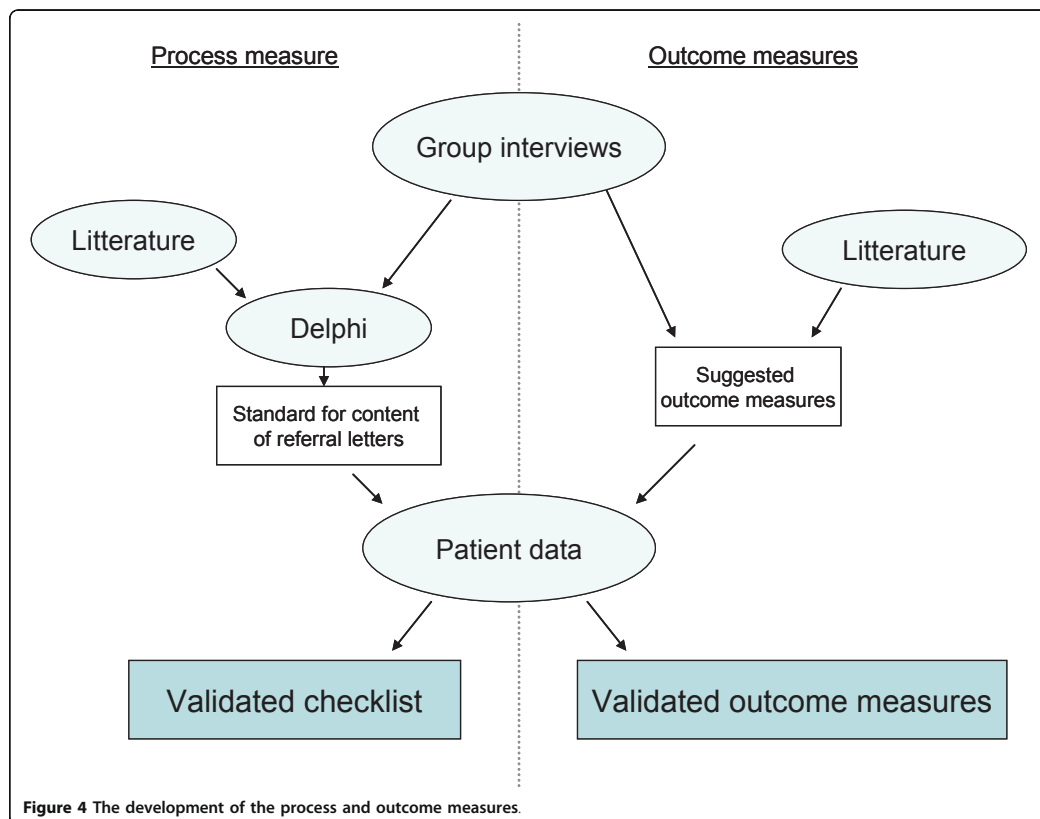 Process measure
Outcome measures
Group interviews
Litterature
Litterature
Delphi
Suggested
outcome measures
Standard for content
of referral letters
Patient data
Validated checklist
Validated outcome measures
Figure 4 The development of the process and outcome measures.